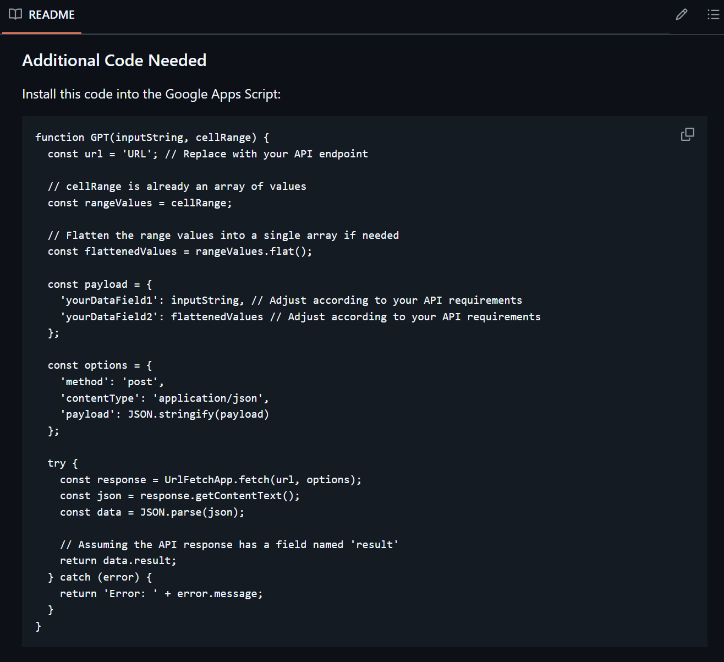 README
Additional Code Needed
Install this code into the Google Apps Script:
function GPT(inputString, cellRange) {
  const url = 'URL'; // Replace with your API endpoint

  // cellRange is already an array of values
  const rangeValues = cellRange;

  // Flatten the range values into a single array if needed
  const flattenedValues = rangeValues.flat();

  const payload = {
    'yourDataField1': inputString, // Adjust according to your API requirements
    'yourDataField2': flattenedValues // Adjust according to your API requirements
  };

  const options = {
    'method': 'post',
    'contentType': 'application/json',
    'payload': JSON.stringify(payload)
  };

  try {
    const response = UrlFetchApp.fetch(url, options);
    const json = response.getContentText();
    const data = JSON.parse(json);

    // Assuming the API response has a field named 'result'
    return data.result;
  } catch (error) {
    return 'Error: ' + error.message;
  }
}